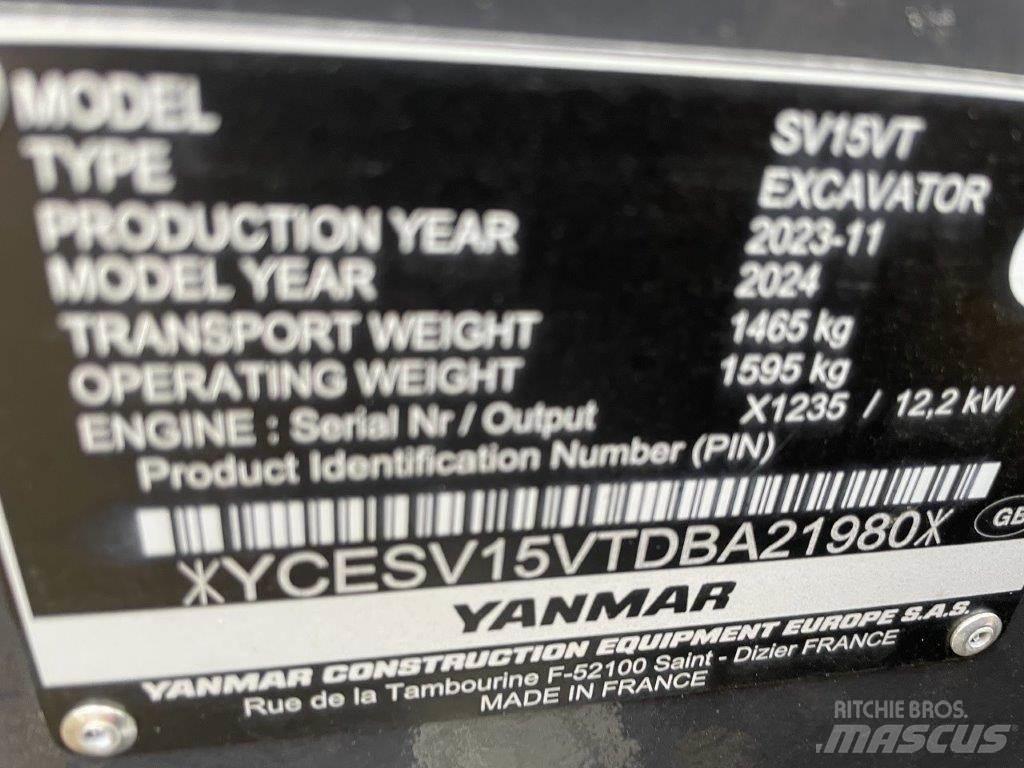 MODEL SV15VT
TYPE EXCAVATOR
PRODUCTION YEAR 2023-11
MODEL YEAR 2024
TRANSPORT WEIGHT 1465 kg
OPERATING WEIGHT 1595 kg
ENGINE : Serial Nr / Output X1235 / 12,2 kW
Product Identification Number (PIN)
GB
*YCESV15VTDBA21980*
YANMAR
YANMAR CONSTRUCTION EQUIPMENT EUROPE S.A.S.
Rue de la Tambourine F-52100 Saint - Dizier FRANCE
MADE IN FRANCE
RITCHIE BROS.
MASCUS